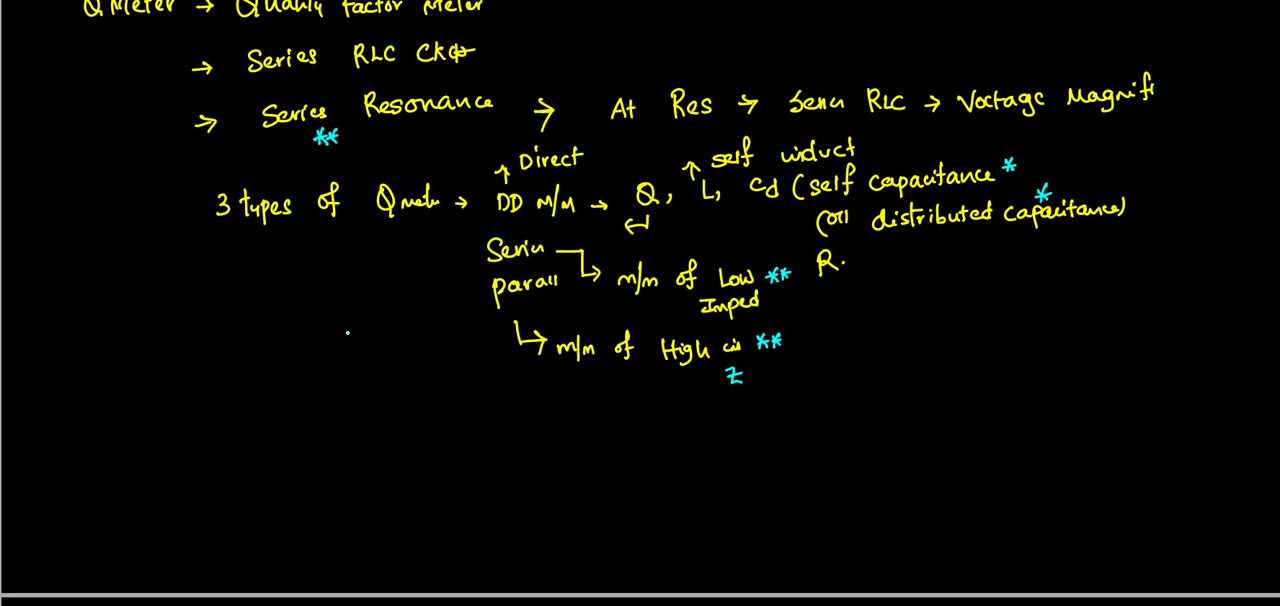 Q Meter → Quality factor Meter
→ Series RLC Ckt
→ Series Resonance → At Res → Series RLC → Voltage Magnifi
**
↑ Direct ↑ self induct
3 types of Q meter → DD M/M → Q, L, Cd (self capacitance *
(or) distributed capacitance) *
Series → m/m of Low ** R.
Imped
Parall
→ m/m of High **
Z